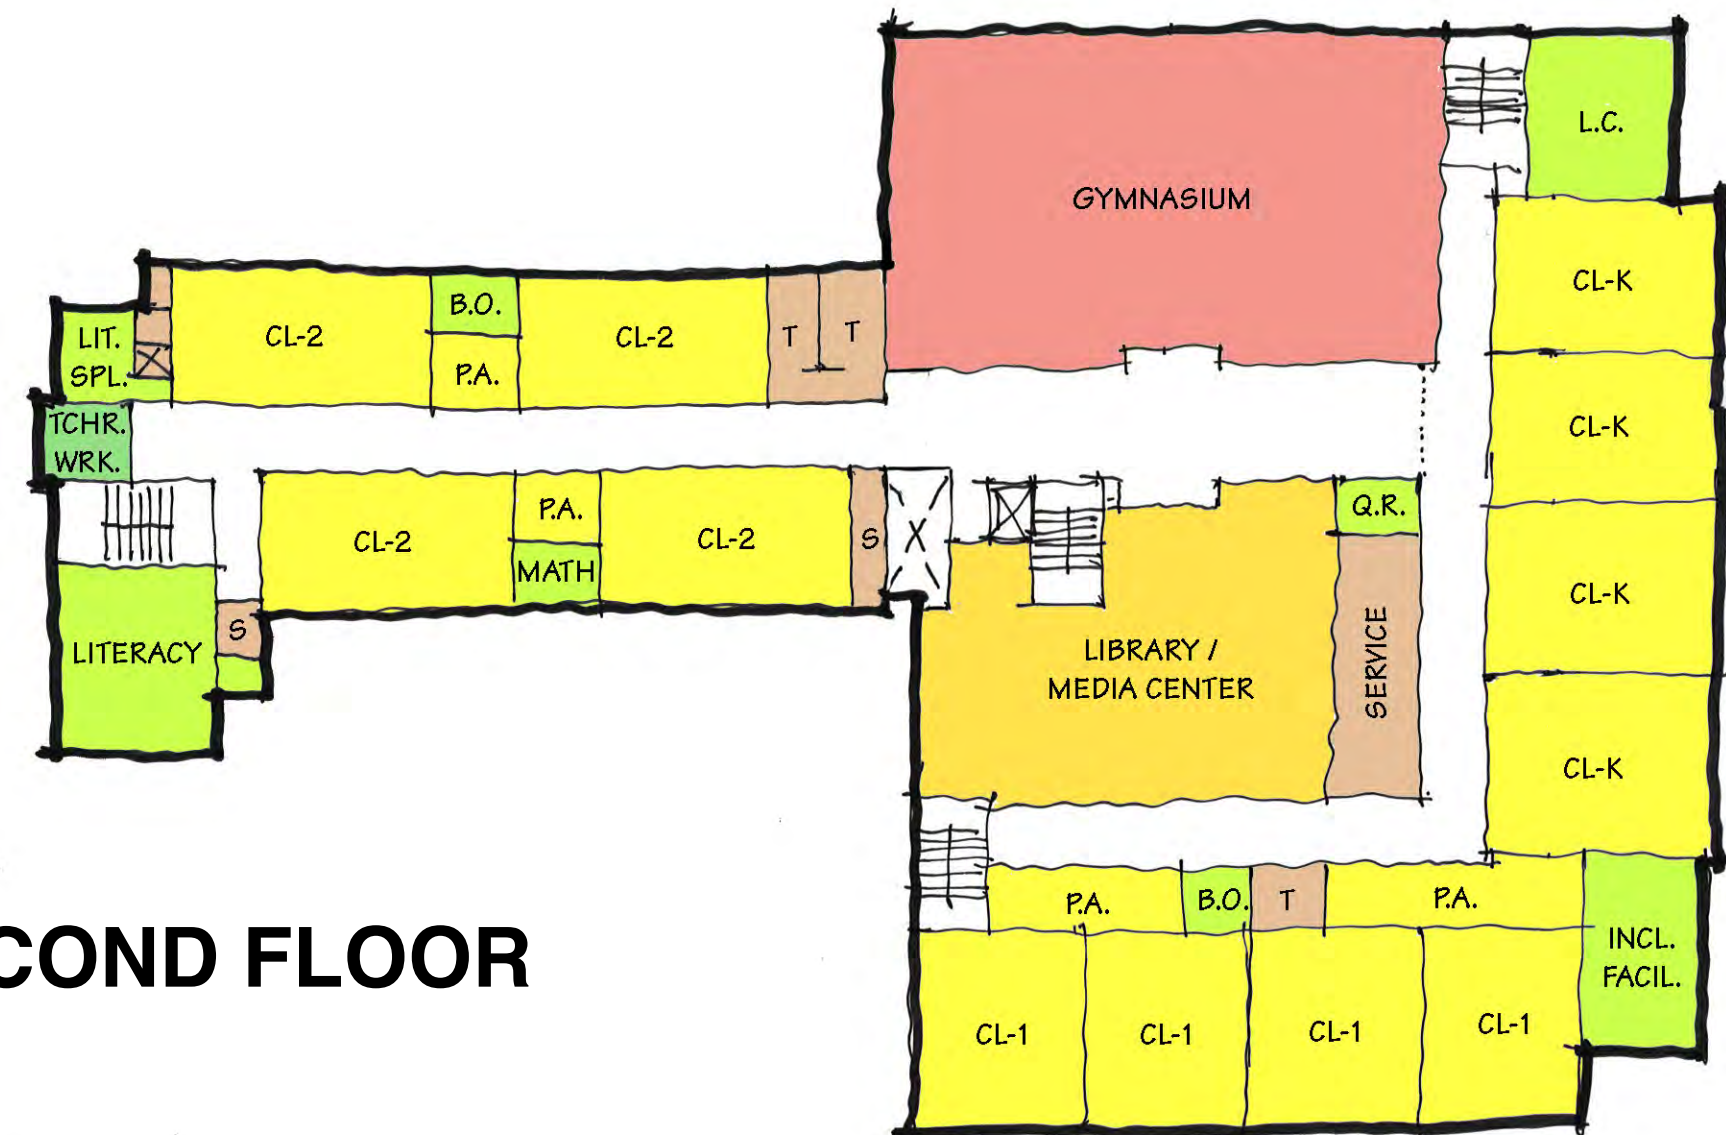 GYMNASIUM
L.C.
CL-K
CL-K
CL-K
CL-K
LIT.
SPL.
CL-2
B.O.
P.A.
CL-2
T
T
TCHR.
WRK.
CL-2
P.A.
MATH
CL-2
S
X
LITERACY
S
Q.R.
LIBRARY /
MEDIA CENTER
SERVICE
P.A.
B.O.
T
P.A.
INCL.
FACIL.
CL-1
CL-1
CL-1
CL-1
COND FLOOR